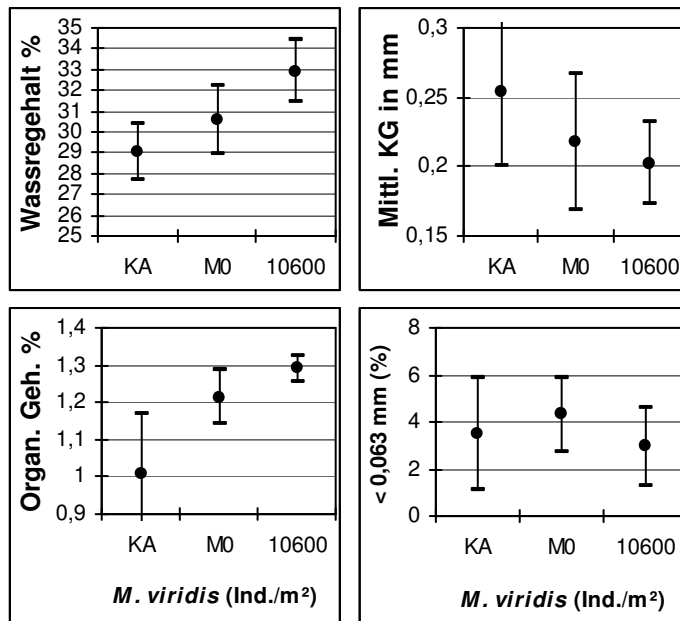 Wassregehalt %
35
34
33
32
31
30
29
28
27
26
25
KA M0 10600
Mittl. KG in mm
0,3
0,25
0,2
0,15
KA M0 10600
Organ. Geh. %
1,4
1,3
1,2
1,1
1
0,9
KA M0 10600
M. viridis (Ind./m²)
< 0,063 mm (%)
8
6
4
2
0
KA M0 10600
M. viridis (Ind./m²)